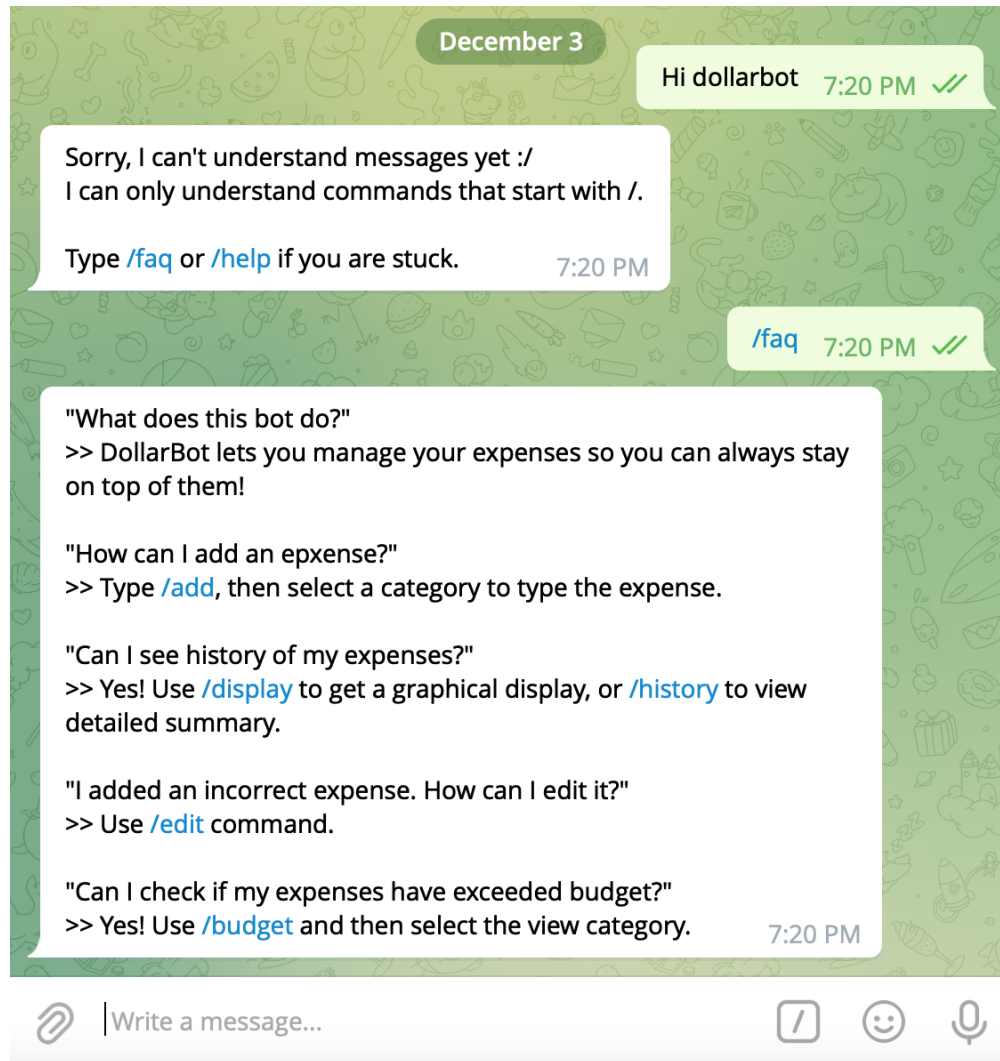 December 3
Hi dollarbot 7:20 PM
Sorry, I can't understand messages yet :/
I can only understand commands that start with /.
Type /faq or /help if you are stuck.
7:20 PM
/faq 7:20 PM
"What does this bot do?"
>> DollarBot lets you manage your expenses so you can always stay
on top of them!
"How can I add an epxense?"
>> Type /add, then select a category to type the expense.
"Can I see history of my expenses?"
>> Yes! Use /display to get a graphical display, or /history to view
detailed summary.
"I added an incorrect expense. How can I edit it?"
>> Use /edit command.
"Can I check if my expenses have exceeded budget?"
>> Yes! Use /budget and then select the view category.
7:20 PM
Write a message...
/